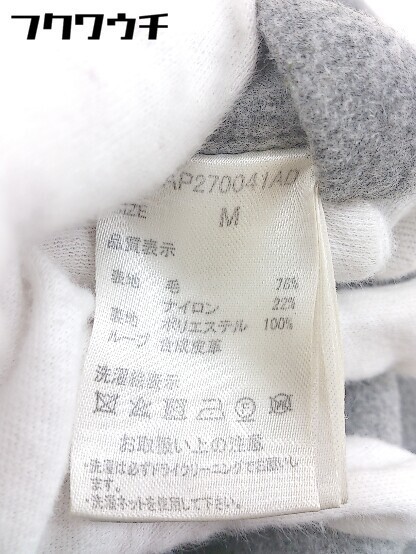 フクワウチ
AP270041AD
SIZE M
品質表示
表地 毛 76%
ナイロン 22%
裏地 ポリエステル 100%
ループ 合成皮革
洗濯絵表示
お取扱い上の注意
*洗濯は必ずドライクリーニングでお願いし
ます。
*洗濯ネットを使用して下さい。